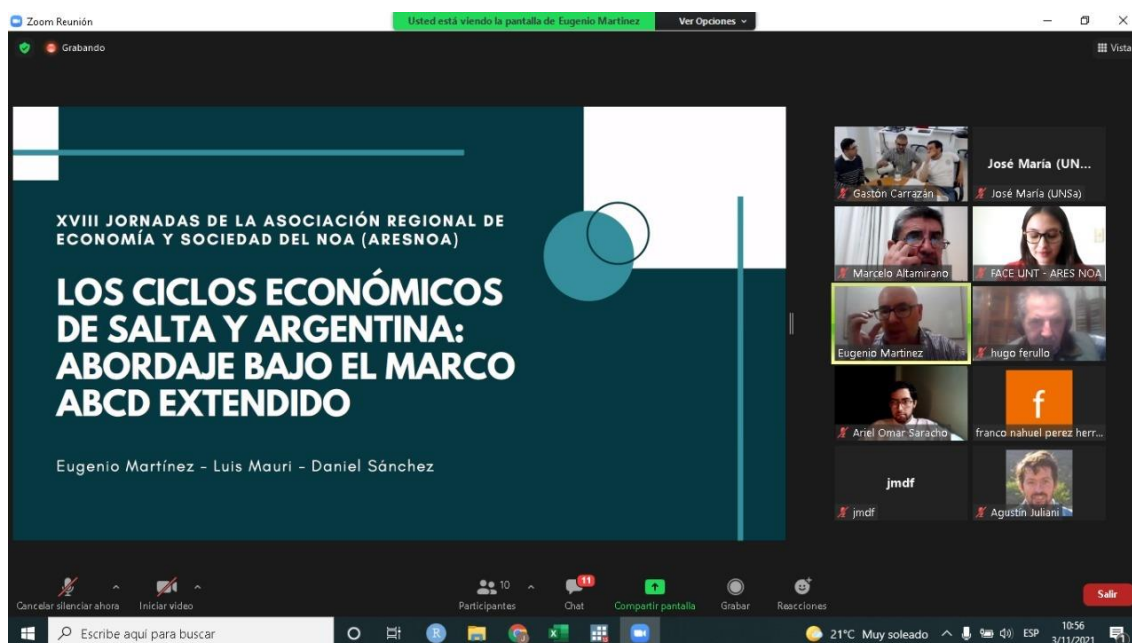 Zoom Reunión
Usted está viendo la pantalla de Eugenio Martinez
Ver Opciones
Grabando
Vista
XVIII JORNADAS DE LA ASOCIACIÓN REGIONAL DE
ECONOMÍA Y SOCIEDAD DEL NOA (ARESNOA)
LOS CICLOS ECONÓMICOS
DE SALTA Y ARGENTINA:
ABORDAJE BAJO EL MARCO
ABCD EXTENDIDO
Eugenio Martínez - Luis Mauri - Daniel Sánchez
Gastón Carrazán
José María (UN...
José María (UNSa)
Marcelo Altamirano
FACE UNT - ARES NOA
Eugenio Martinez
hugo ferullo
Ariel Omar Saracho
f
franco nahuel perez herr...
jmdf
jmdf
Agustín Juliani
Cancelar silenciar ahora
Iniciar video
10
Participantes
11
Chat
Compartir pantalla
Grabar
Reacciones
Salir
Escribe aquí para buscar
21°C Muy soleado
ESP
10:56
3/11/2021